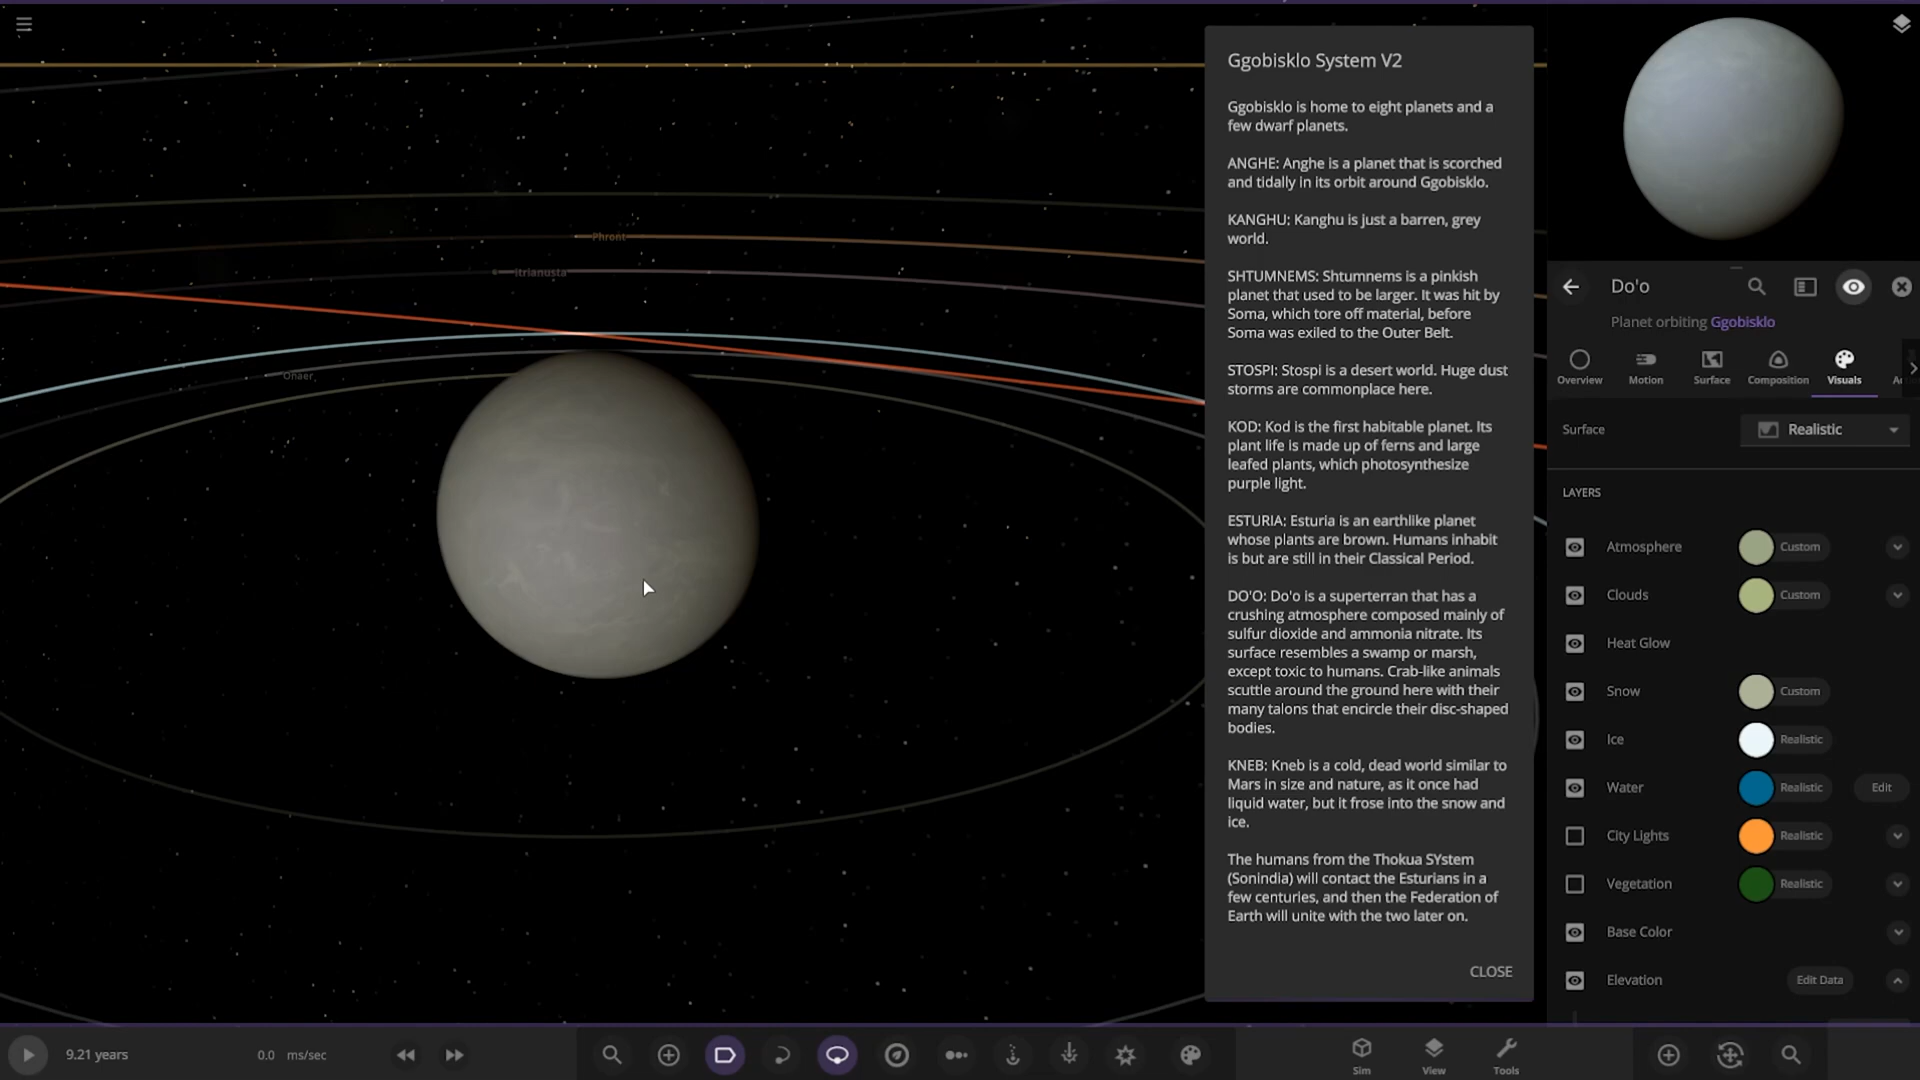 Phront
Itrianusta
Onaer
Ggobisklo System V2
Ggobisklo is home to eight planets and a
few dwarf planets.
ANGHE: Anghe is a planet that is scorched
and tidally in its orbit around Ggobisklo.
KANGHU: Kanghu is just a barren, grey
world.
SHTUMNEMS: Shtumnems is a pinkish
planet that used to be larger. It was hit by
Soma, which tore off material, before
Soma was exiled to the Outer Belt.
STOSPI: Stospi is a desert world. Huge dust
storms are commonplace here.
KOD: Kod is the first habitable planet. Its
plant life is made up of ferns and large
leafed plants, which photosynthesize
purple light.
ESTURIA: Esturia is an earthlike planet
whose plants are brown. Humans inhabit
is but are still in their Classical Period.
DO'O: Do'o is a superterran that has a
crushing atmosphere composed mainly of
sulfur dioxide and ammonia nitrate. Its
surface resembles a swamp or marsh,
except toxic to humans. Crab-like animals
scuttle around the ground here with their
many talons that encircle their disc-shaped
bodies.
KNEB: Kneb is a cold, dead world similar to
Mars in size and nature, as it once had
liquid water, but it frose into the snow and
ice.
The humans from the Thokua SYstem
(Sonindia) will contact the Esturians in a
few centuries, and then the Federation of
Earth will unite with the two later on.
CLOSE
Do'o
Planet orbiting Ggobisklo
Overview Motion Surface Composition Visuals
Surface Realistic
LAYERS
Atmosphere Custom
Clouds Custom
Heat Glow
Snow Custom
Ice Realistic
Water Realistic Edit
City Lights Realistic
Vegetation Realistic
Base Color
Elevation Edit Data
9.21 years 0.0 ms/sec
Sim View Tools